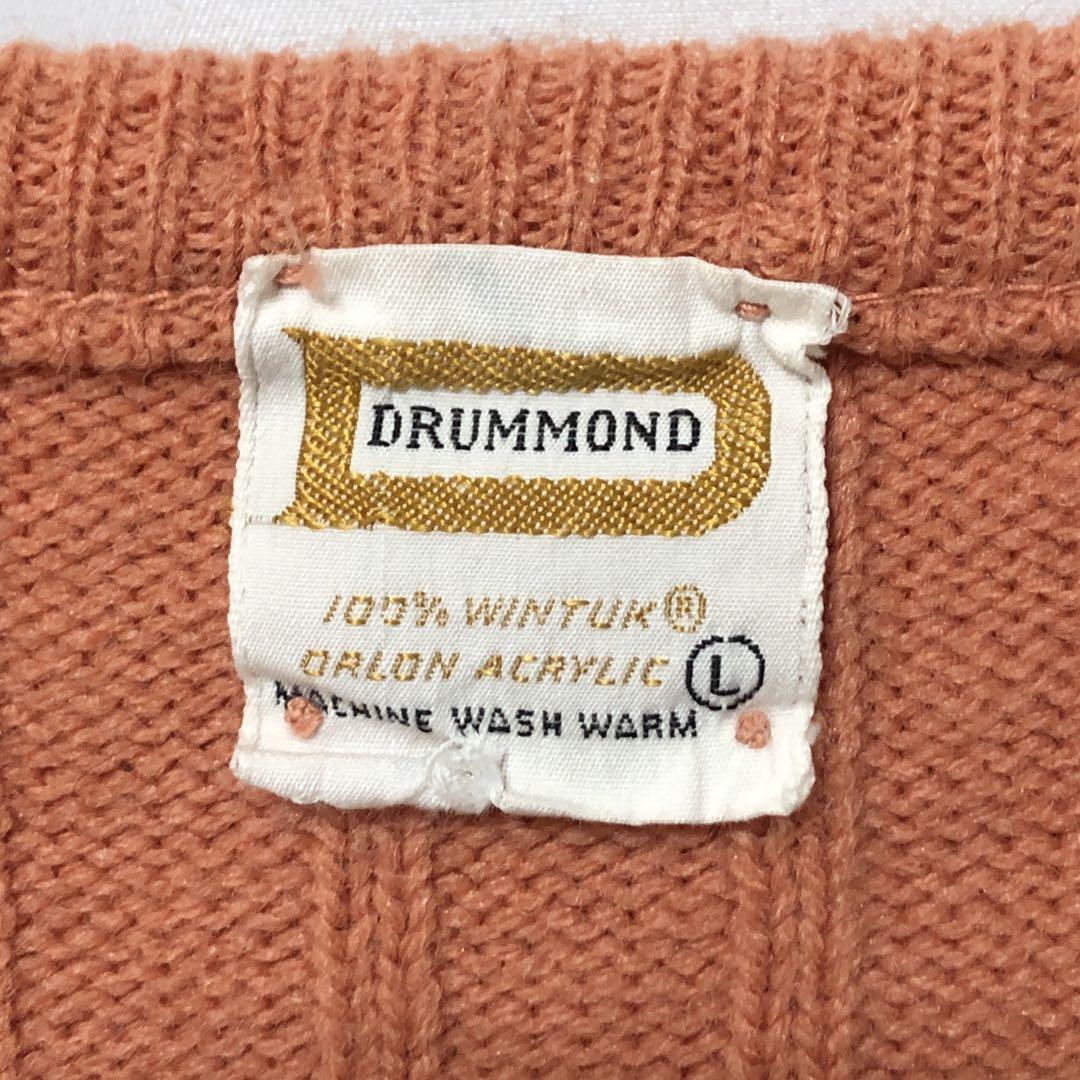 DRUMMOND
100% WINTUK®
ORLON ACRYLIC Ⓛ
MACHINE WASH WARM